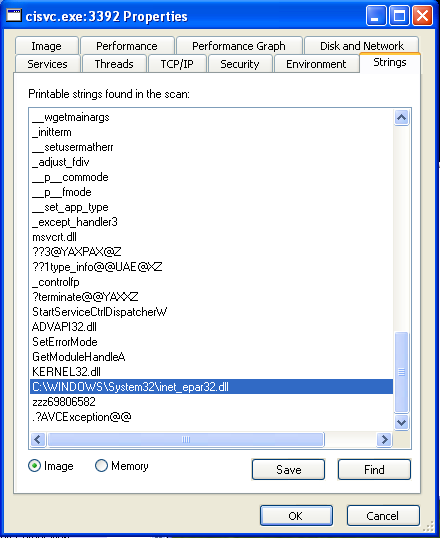 cisvc.exe:3392 Properties
Image Performance Performance Graph Disk and Network
Services Threads TCP/IP Security Environment Strings
Printable strings found in the scan:
__wgetmainargs
_initterm
__setusermatherr
_adjust_fdiv
__p__commode
__p__fmode
__set_app_type
_except_handler3
msvcrt.dll
??3@YAXPAX@Z
??1type_info@@UAE@XZ
_controlfp
?terminate@@YAXXZ
StartServiceCtrlDispatcherW
ADVAPI32.dll
SetErrorMode
GetModuleHandleA
KERNEL32.dll
C:\WINDOWS\System32\inet_epar32.dll
zzz69806582
.?AVCException@@
Image Memory Save Find
OK Cancel